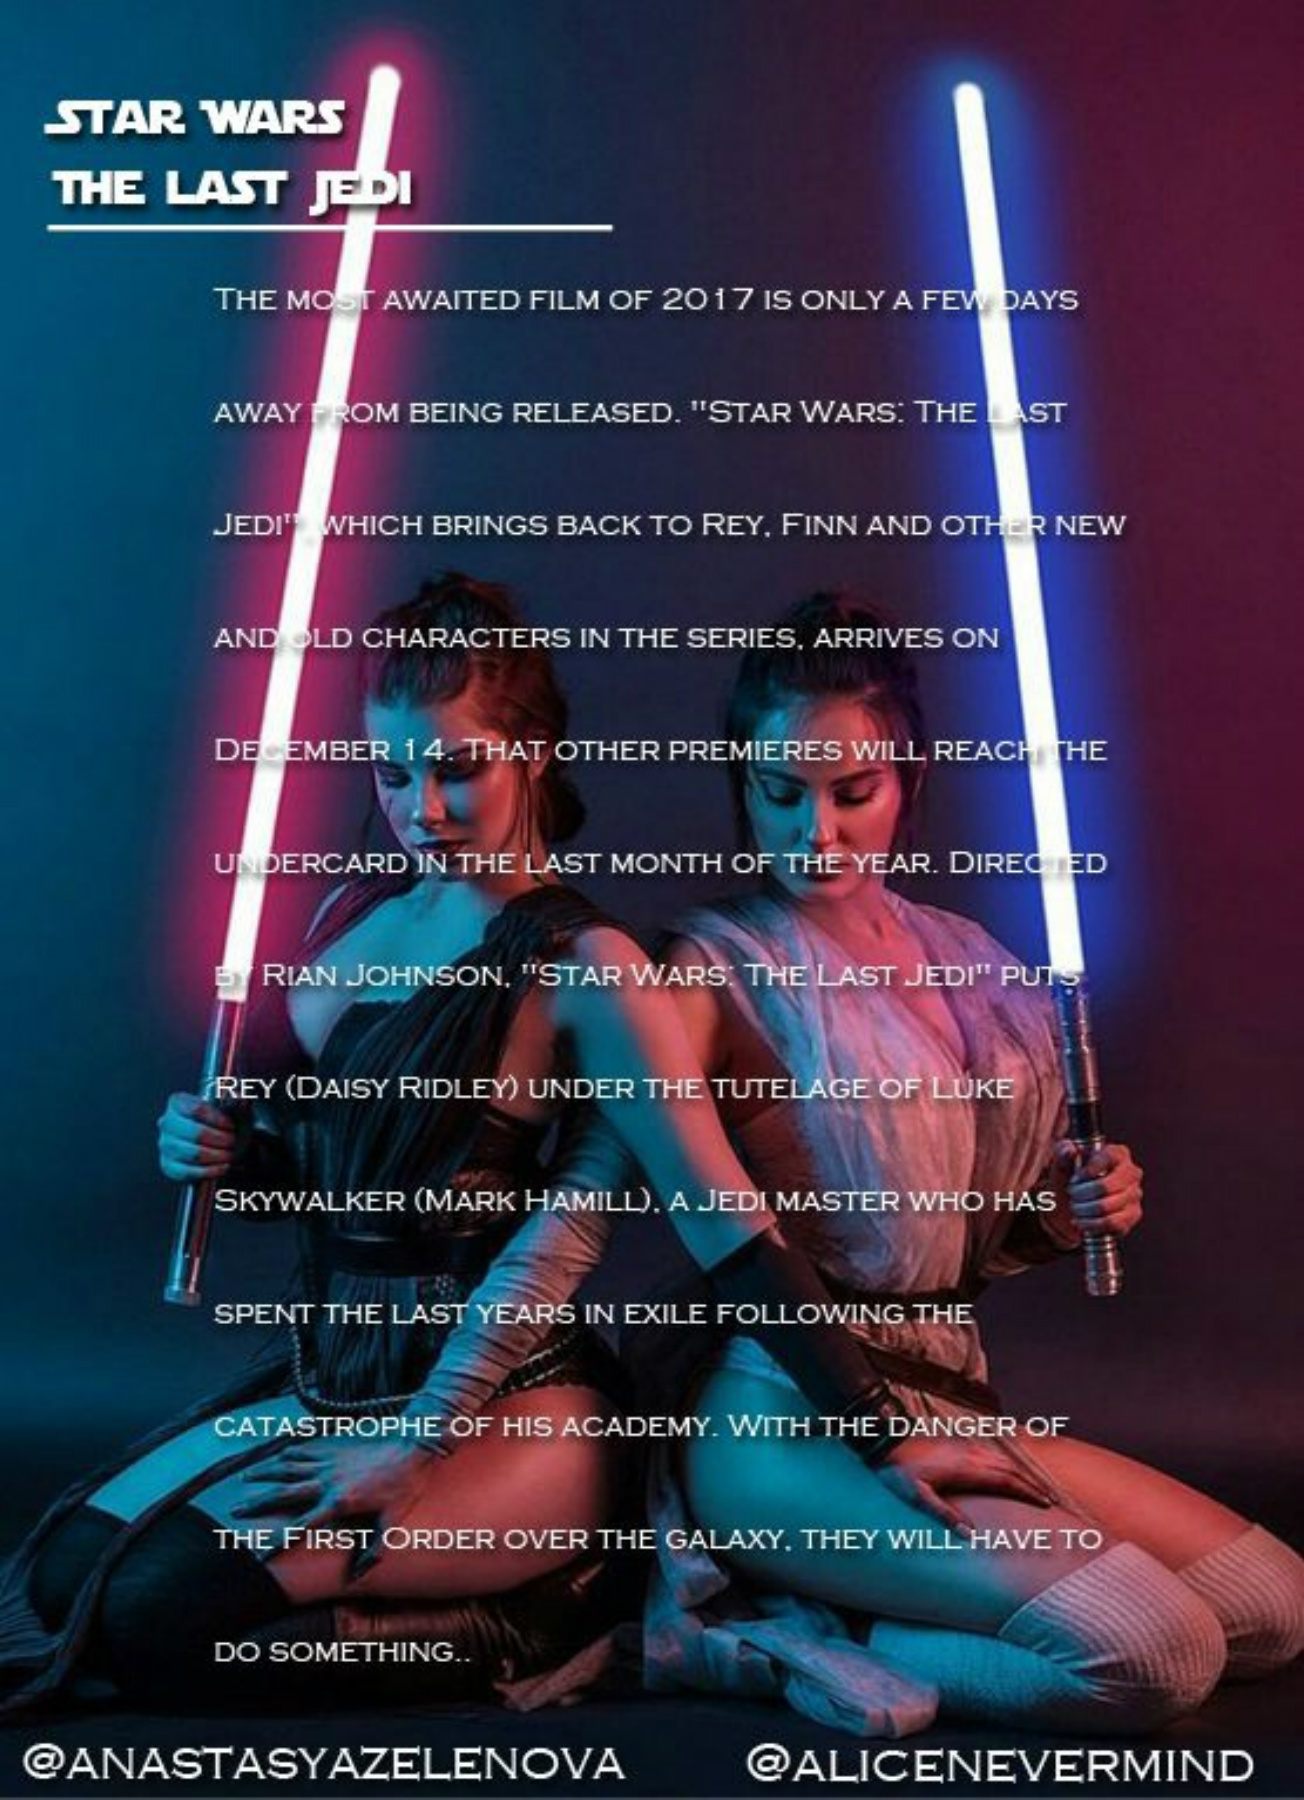 STAR WARS
THE LAST JEDI
THE MOST AWAITED FILM OF 2017 IS ONLY A FEW DAYS
AWAY FROM BEING RELEASED. "STAR WARS: THE LAST
JEDI", WHICH BRINGS BACK TO REY, FINN AND OTHER NEW
AND OLD CHARACTERS IN THE SERIES, ARRIVES ON
DECEMBER 14. THAT OTHER PREMIERES WILL REACH THE
UNDERCARD IN THE LAST MONTH OF THE YEAR. DIRECTED
BY RIAN JOHNSON, "STAR WARS: THE LAST JEDI" PUTS
REY (DAISY RIDLEY) UNDER THE TUTELAGE OF LUKE
SKYWALKER (MARK HAMILL), A JEDI MASTER WHO HAS
SPENT THE LAST YEARS IN EXILE FOLLOWING THE
CATASTROPHE OF HIS ACADEMY. WITH THE DANGER OF
THE FIRST ORDER OVER THE GALAXY, THEY WILL HAVE TO
DO SOMETHING..
@ANASTASYAZELENOVA
@ALICENEVERMIND